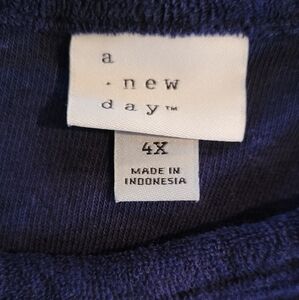 a
· new
day™
4X
MADE IN
INDONESIA